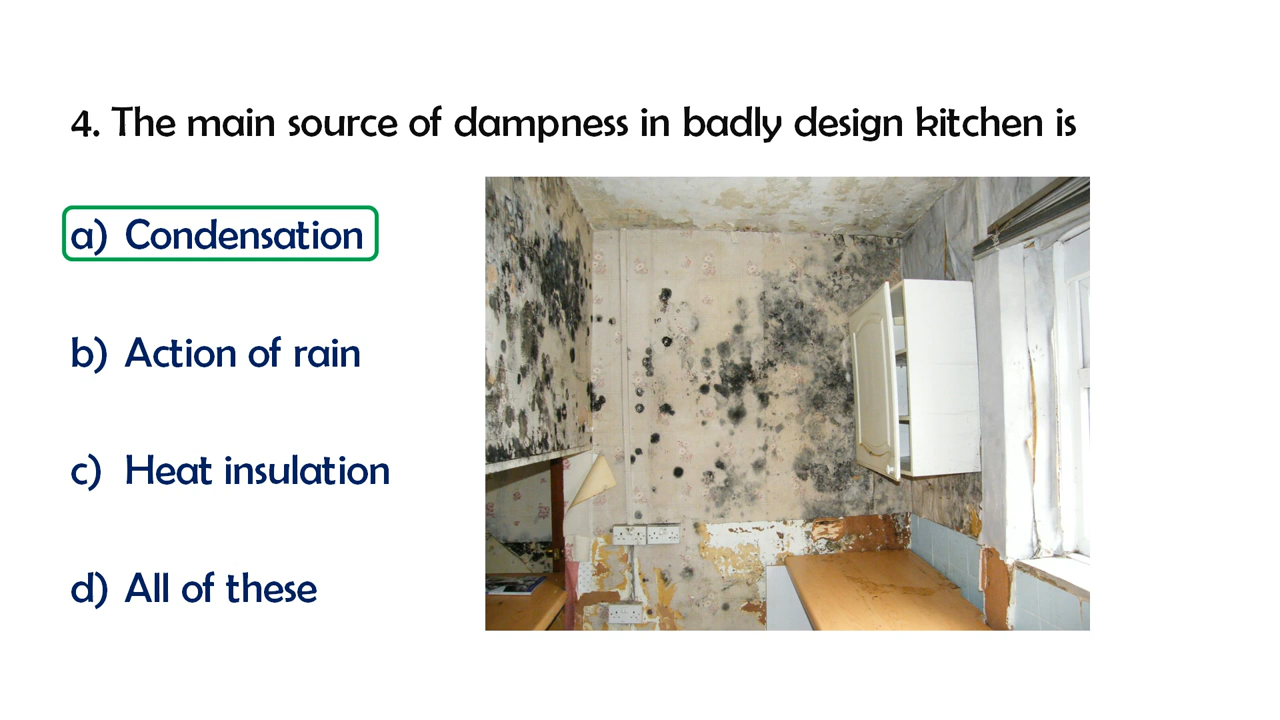 4. The main source of dampness in badly design kitchen is
a) Condensation
b) Action of rain
c) Heat insulation
d) All of these